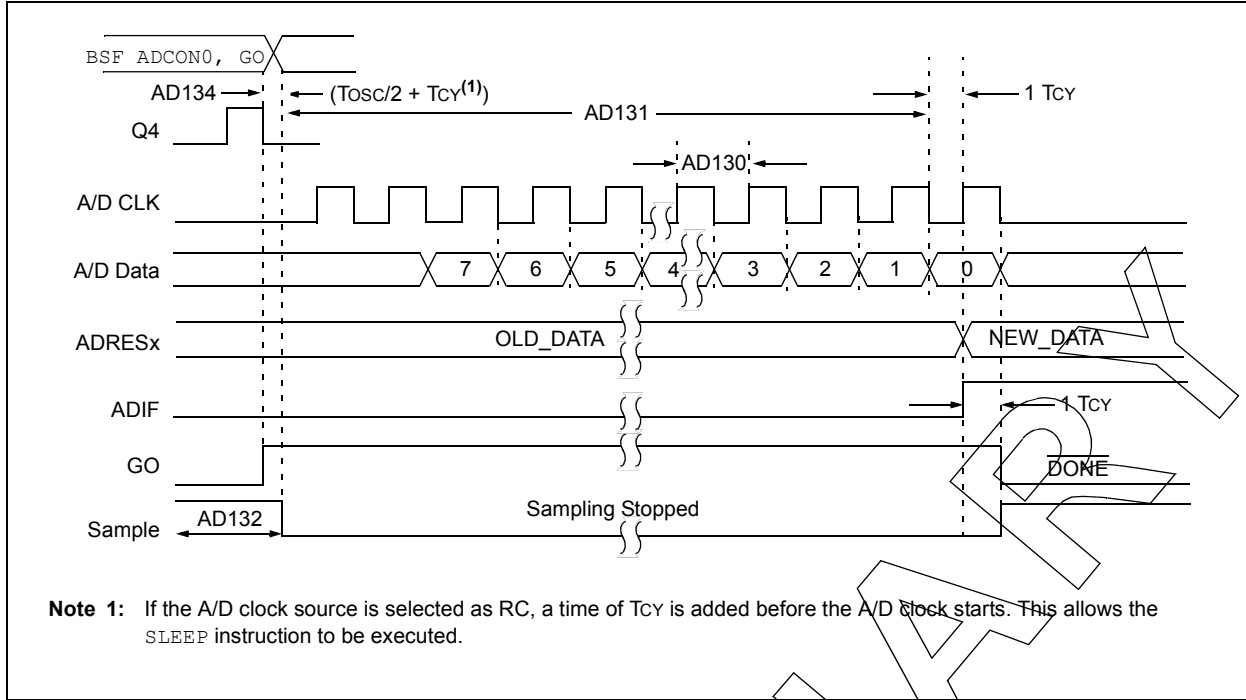 BSF ADCON0, GO
AD134
(TOSC/2 + TCY(1))
1 TCY
AD131
Q4
AD130
A/D CLK
A/D Data
7
6
5
4
3
2
1
0
ADRESx
OLD_DATA
NEW_DATA
ADIF
1 TCY
GO
DONE
Sample
AD132
Sampling Stopped
Note 1: If the A/D clock source is selected as RC, a time of TCY is added before the A/D clock starts. This allows the
SLEEP instruction to be executed.